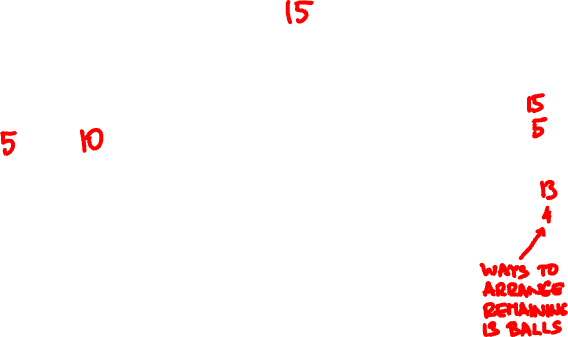 15
15
5
5 10
13
4
WAYS TO
ARRANGE
REMAINING
13 BALLS